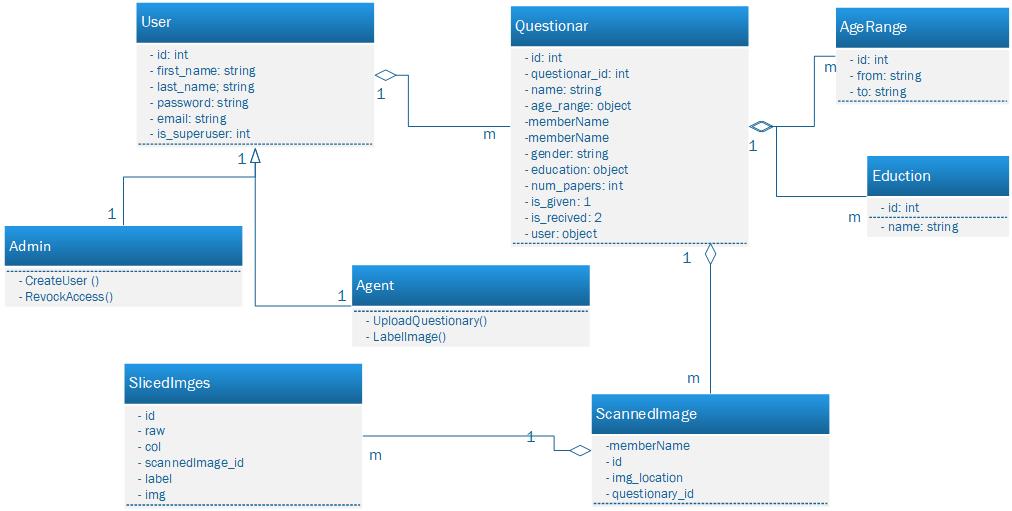 User
- id: int
- first_name: string
- last_name; string
- password: string
- email: string
- is_superuser: int
1
m
1
1
1
Questionar
- id: int
- questionar_id: int
- name: string
- age_range: object
-memberName
-memberName
- gender: string
- education: object
- num_papers: int
- is_given: 1
- is_recived: 2
- user: object
1
m
m
1
m
AgeRange
- id: int
- from: string
- to: string
Eduction
- id: int
- name: string
Admin
- CreateUser ()
- RevockAccess()
Agent
- UploadQuestionary()
- LabelImage()
SlicedImges
- id
- raw
- col
- scannedImage_id
- label
- img
m
1
ScannedImage
-memberName
- id
- img_location
- questionary_id